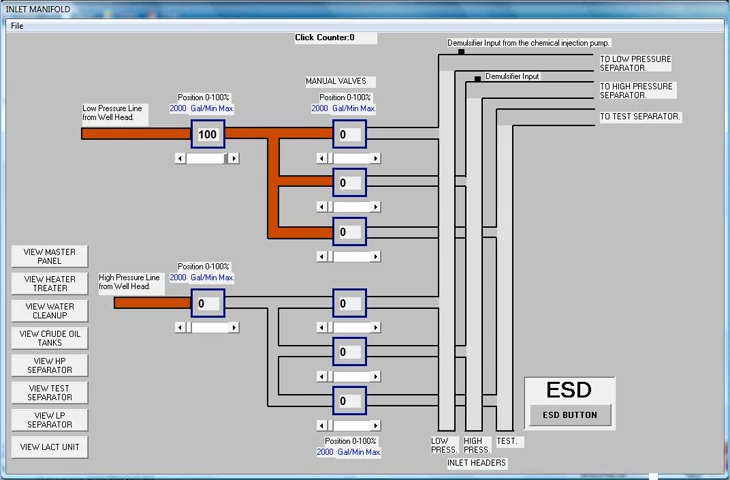 INLET MANIFOLD
File
Click Counter:0
Demulsifier Input from the chemical injection pump.
TO LOW PRESSURE
SEPARATOR.
Demulsifier Input
TO HIGH PRESSURE
SEPARATOR.
TO TEST SEPARATOR.
MANUAL VALVES
Position 0-100%
2000 Gal/Min Max.
Position 0-100%
2000 Gal/Min Max.
Low Pressure Line
from Well Head.
100
0
0
0
VIEW MASTER
PANEL
VIEW HEATER
TREATER
VIEW WATER
CLEANUP
VIEW CRUDE OIL
TANKS
VIEW HP
SEPARATOR
VIEW TEST
SEPARATOR
VIEW LP
SEPARATOR
VIEW LACT UNIT
Position 0-100%
2000 Gal/Min Max.
High Pressure Line
from Well Head.
0
0
0
0
Position 0-100%
2000 Gal/Min Max.
LOW
PRESS.
HIGH
PRESS.
TEST.
INLET HEADERS
ESD
ESD BUTTON